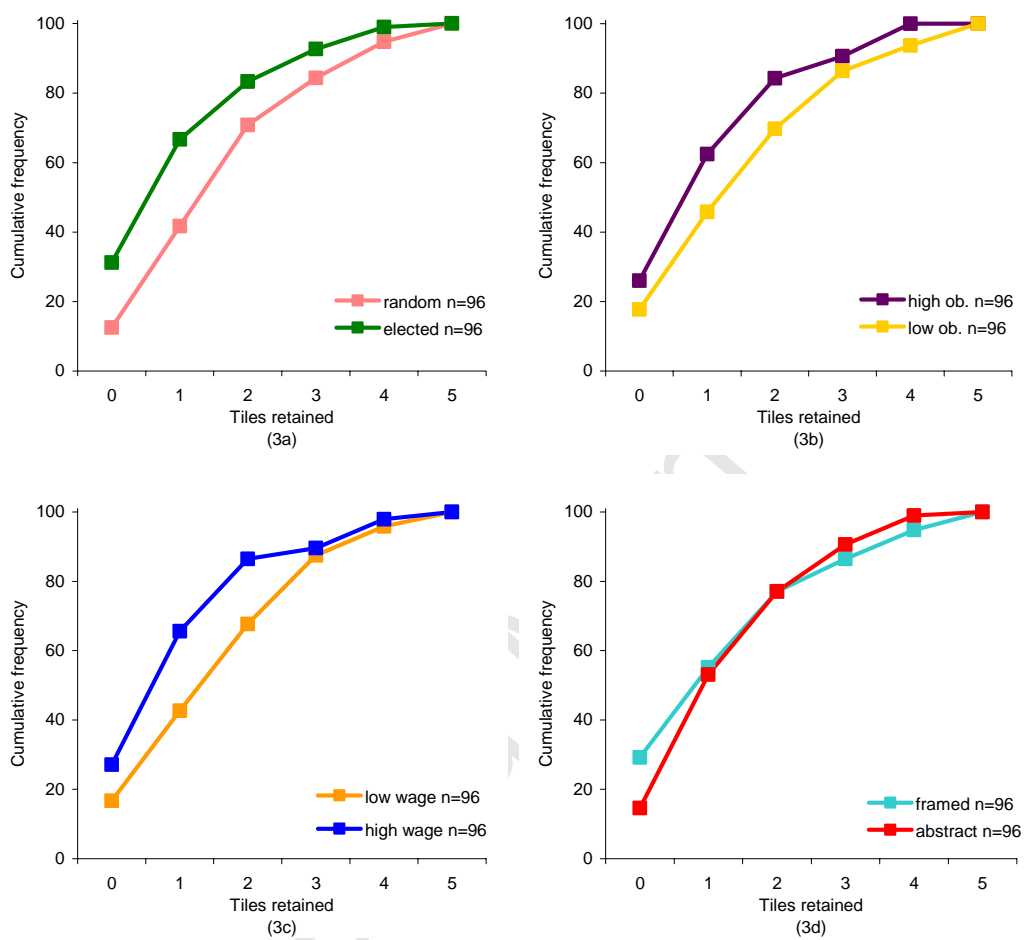 100
80
60
40
20
0
Cumulative frequency
random n=96
elected n=96
0 1 2 3 4 5
Tiles retained
(3a)
100
80
60
40
20
0
Cumulative frequency
high ob. n=96
low ob. n=96
0 1 2 3 4 5
Tiles retained
(3b)
100
80
60
40
20
0
Cumulative frequency
low wage n=96
high wage n=96
0 1 2 3 4 5
Tiles retained
(3c)
100
80
60
40
20
0
Cumulative frequency
framed n=96
abstract n=96
0 1 2 3 4 5
Tiles retained
(3d)